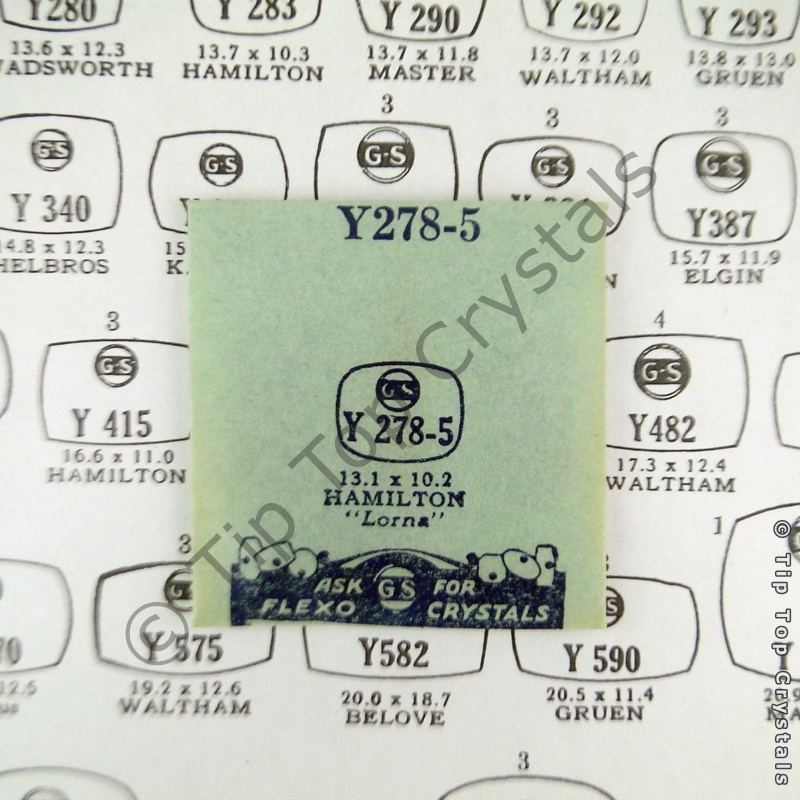 Y280
13.6 x 12.3
Y 283
13.7 x 10.3
HAMILTON
Y 290
13.7 x 11.8
MASTER
Y 292
13.7 x 12.0
WALTHAM
Y 293
13.8 x 13.0
GRUEN
G-S
Y 340
14.8 x 12.3
HELBROS
G-S
15
3
G-S
3
G-S
3
G-S
Y387
15.7 x 11.9
ELGIN
Y278-5
G-S
Y 278-5
13.1 x 10.2
HAMILTON
"Lorna"
ASK G-S FOR
FLEXO CRYSTALS
3
G-S
Y 415
16.6 x 11.0
HAMILTON
4
G-S
Y482
17.3 x 12.4
WALTHAM
3
Y 575
19.2 x 12.6
WALTHAM
Y582
20.0 x 18.7
BELOVE
Y 590
20.5 x 11.4
GRUEN
1
3
© Tip Top Crystals
© Tip Top Crystals